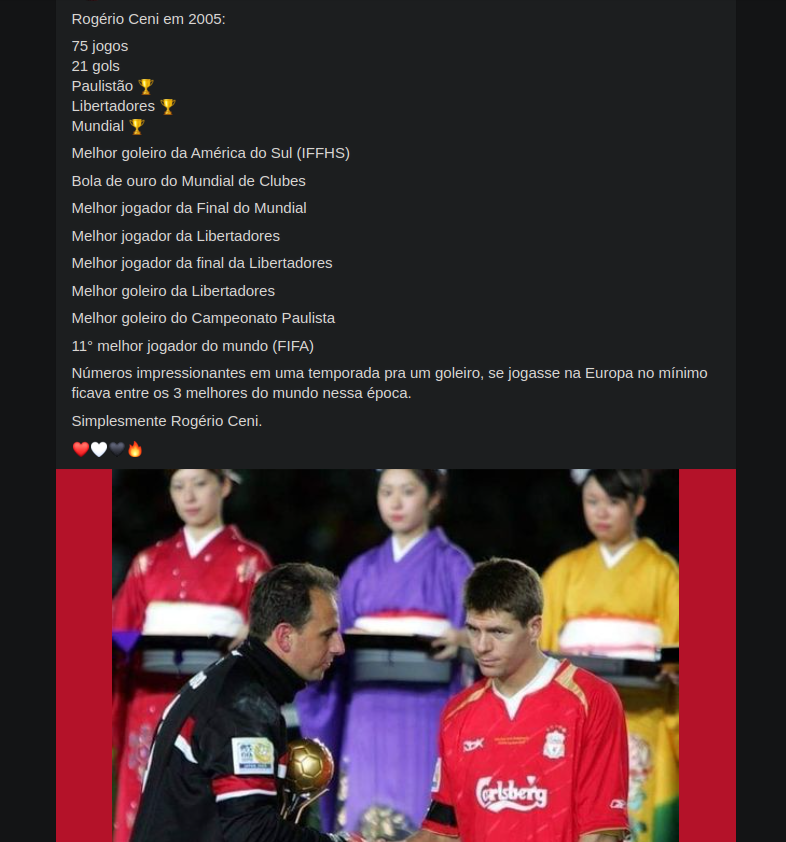 Rogério Ceni em 2005:
75 jogos
21 gols
Paulistão 🏆
Libertadores 🏆
Mundial 🏆
Melhor goleiro da América do Sul (IFFHS)
Bola de ouro do Mundial de Clubes
Melhor jogador da Final do Mundial
Melhor jogador da Libertadores
Melhor jogador da final da Libertadores
Melhor goleiro da Libertadores
Melhor goleiro do Campeonato Paulista
11° melhor jogador do mundo (FIFA)
Números impressionantes em uma temporada pra um goleiro, se jogasse na Europa no mínimo
ficava entre os 3 melhores do mundo nessa época.
Simplesmente Rogério Ceni.
❤️🤍🖤🔥
Carlsberg